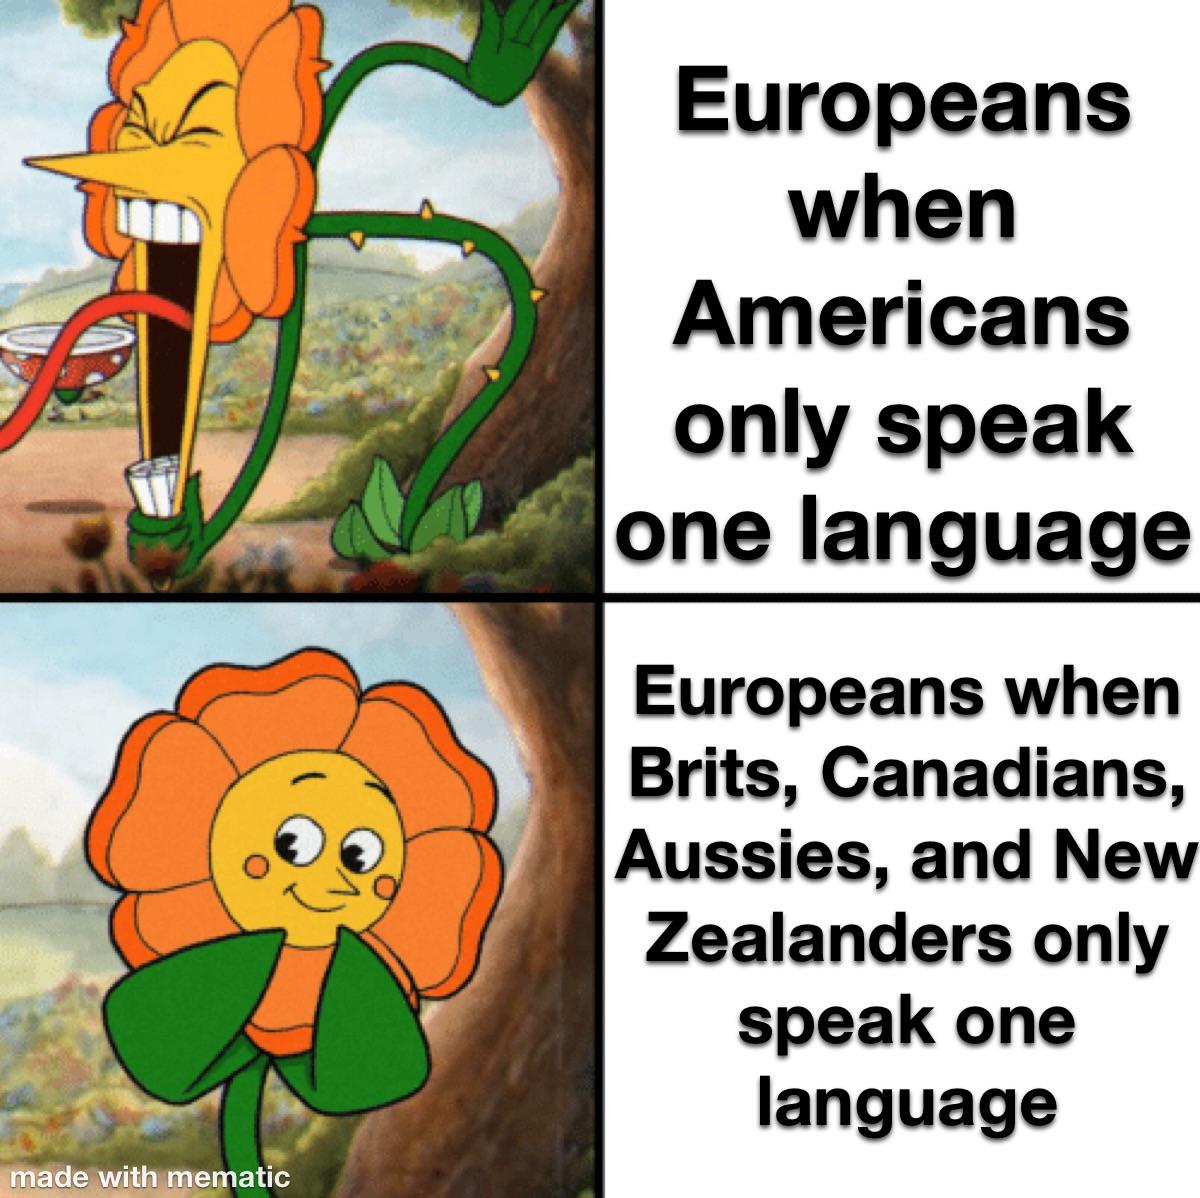 Europeans
when
Americans
only speak
one language
Europeans when
Brits, Canadians,
Aussies, and New
Zealanders only
speak one
language
made with mematic